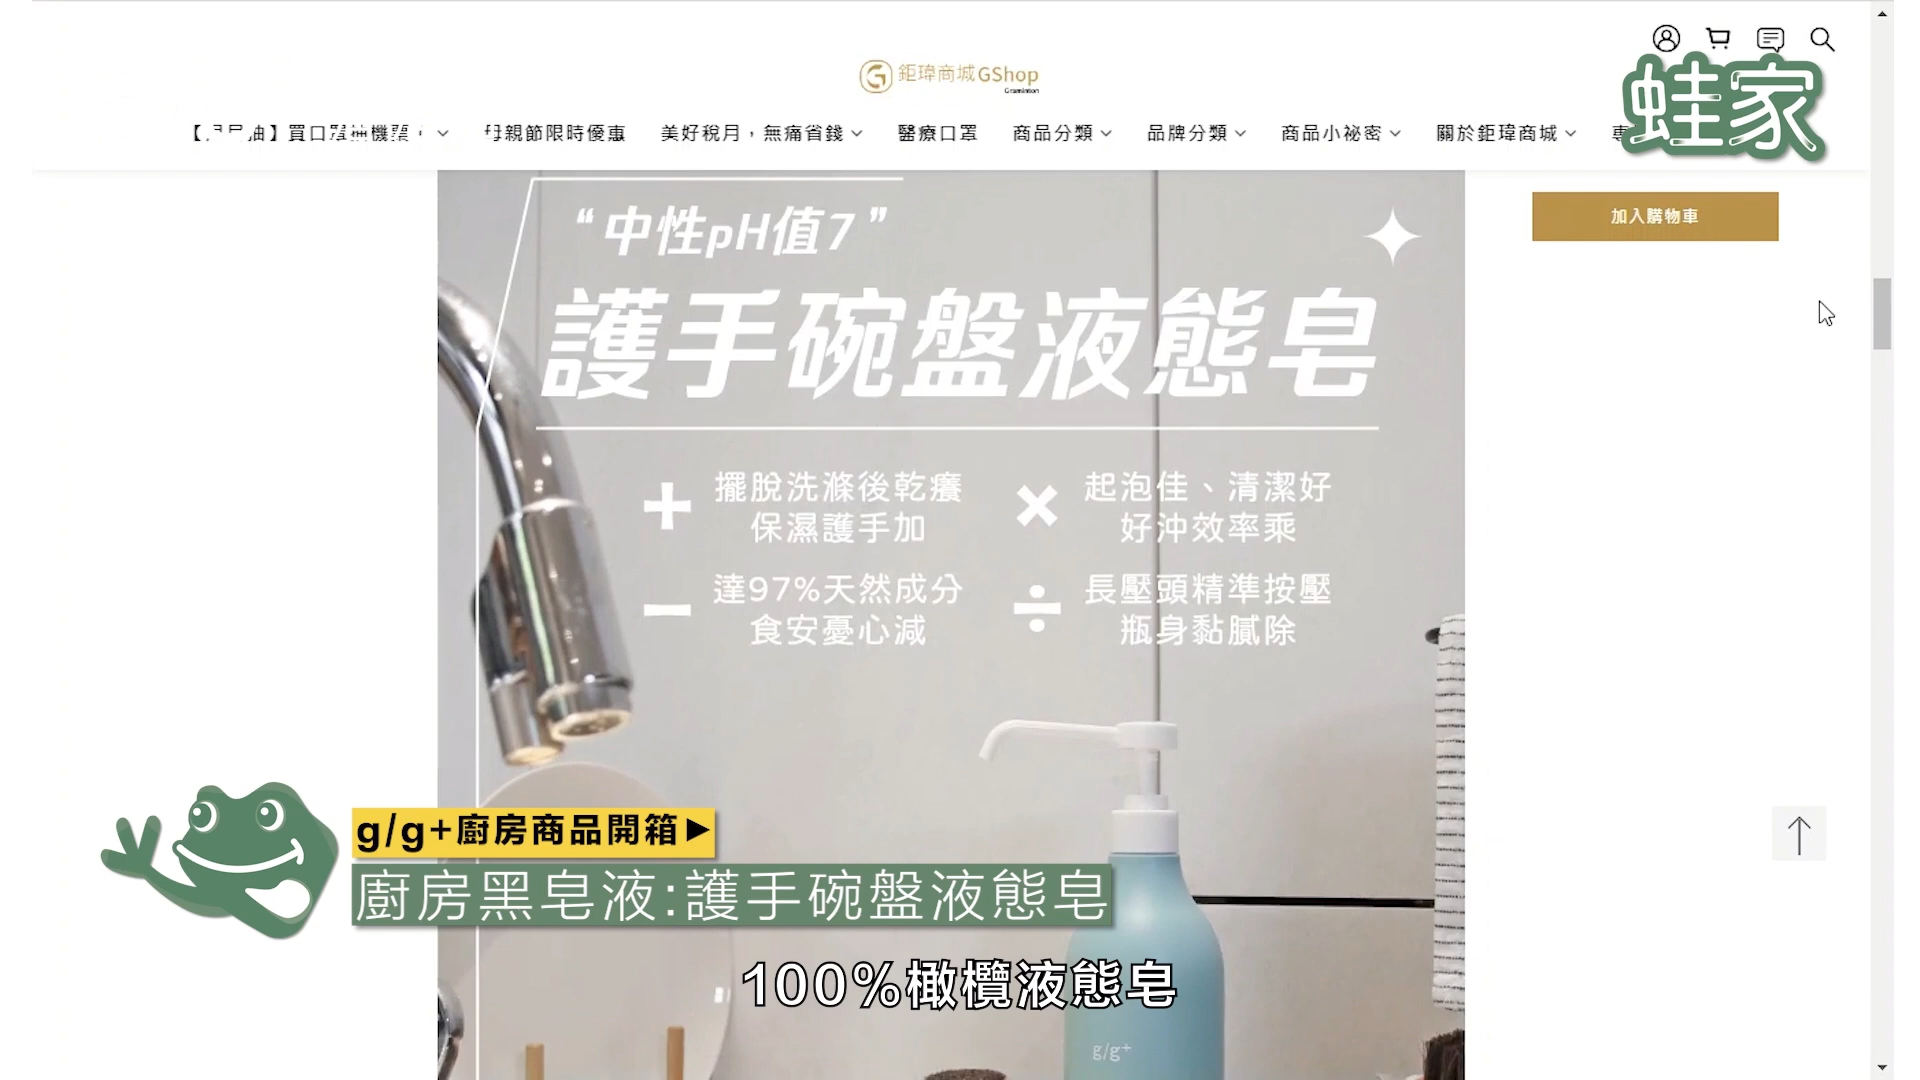 鉅瑋商城GShop
Graminton
蛙家
買口罩抽機票
母親節限時優惠
美好稅月，無痛省錢
醫療口罩
商品分類
品牌分類
商品小祕密
關於鉅瑋商城
加入購物車
“中性pH值7”
護手碗盤液態皂
+ 擺脫洗滌後乾癢
保濕護手加
× 起泡佳、清潔好
好沖效率乘
− 達97%天然成分
食安憂心減
÷ 長壓頭精準按壓
瓶身黏膩除
g/g+廚房商品開箱▶
廚房黑皂液:護手碗盤液態皂
100%橄欖液態皂
g/g+